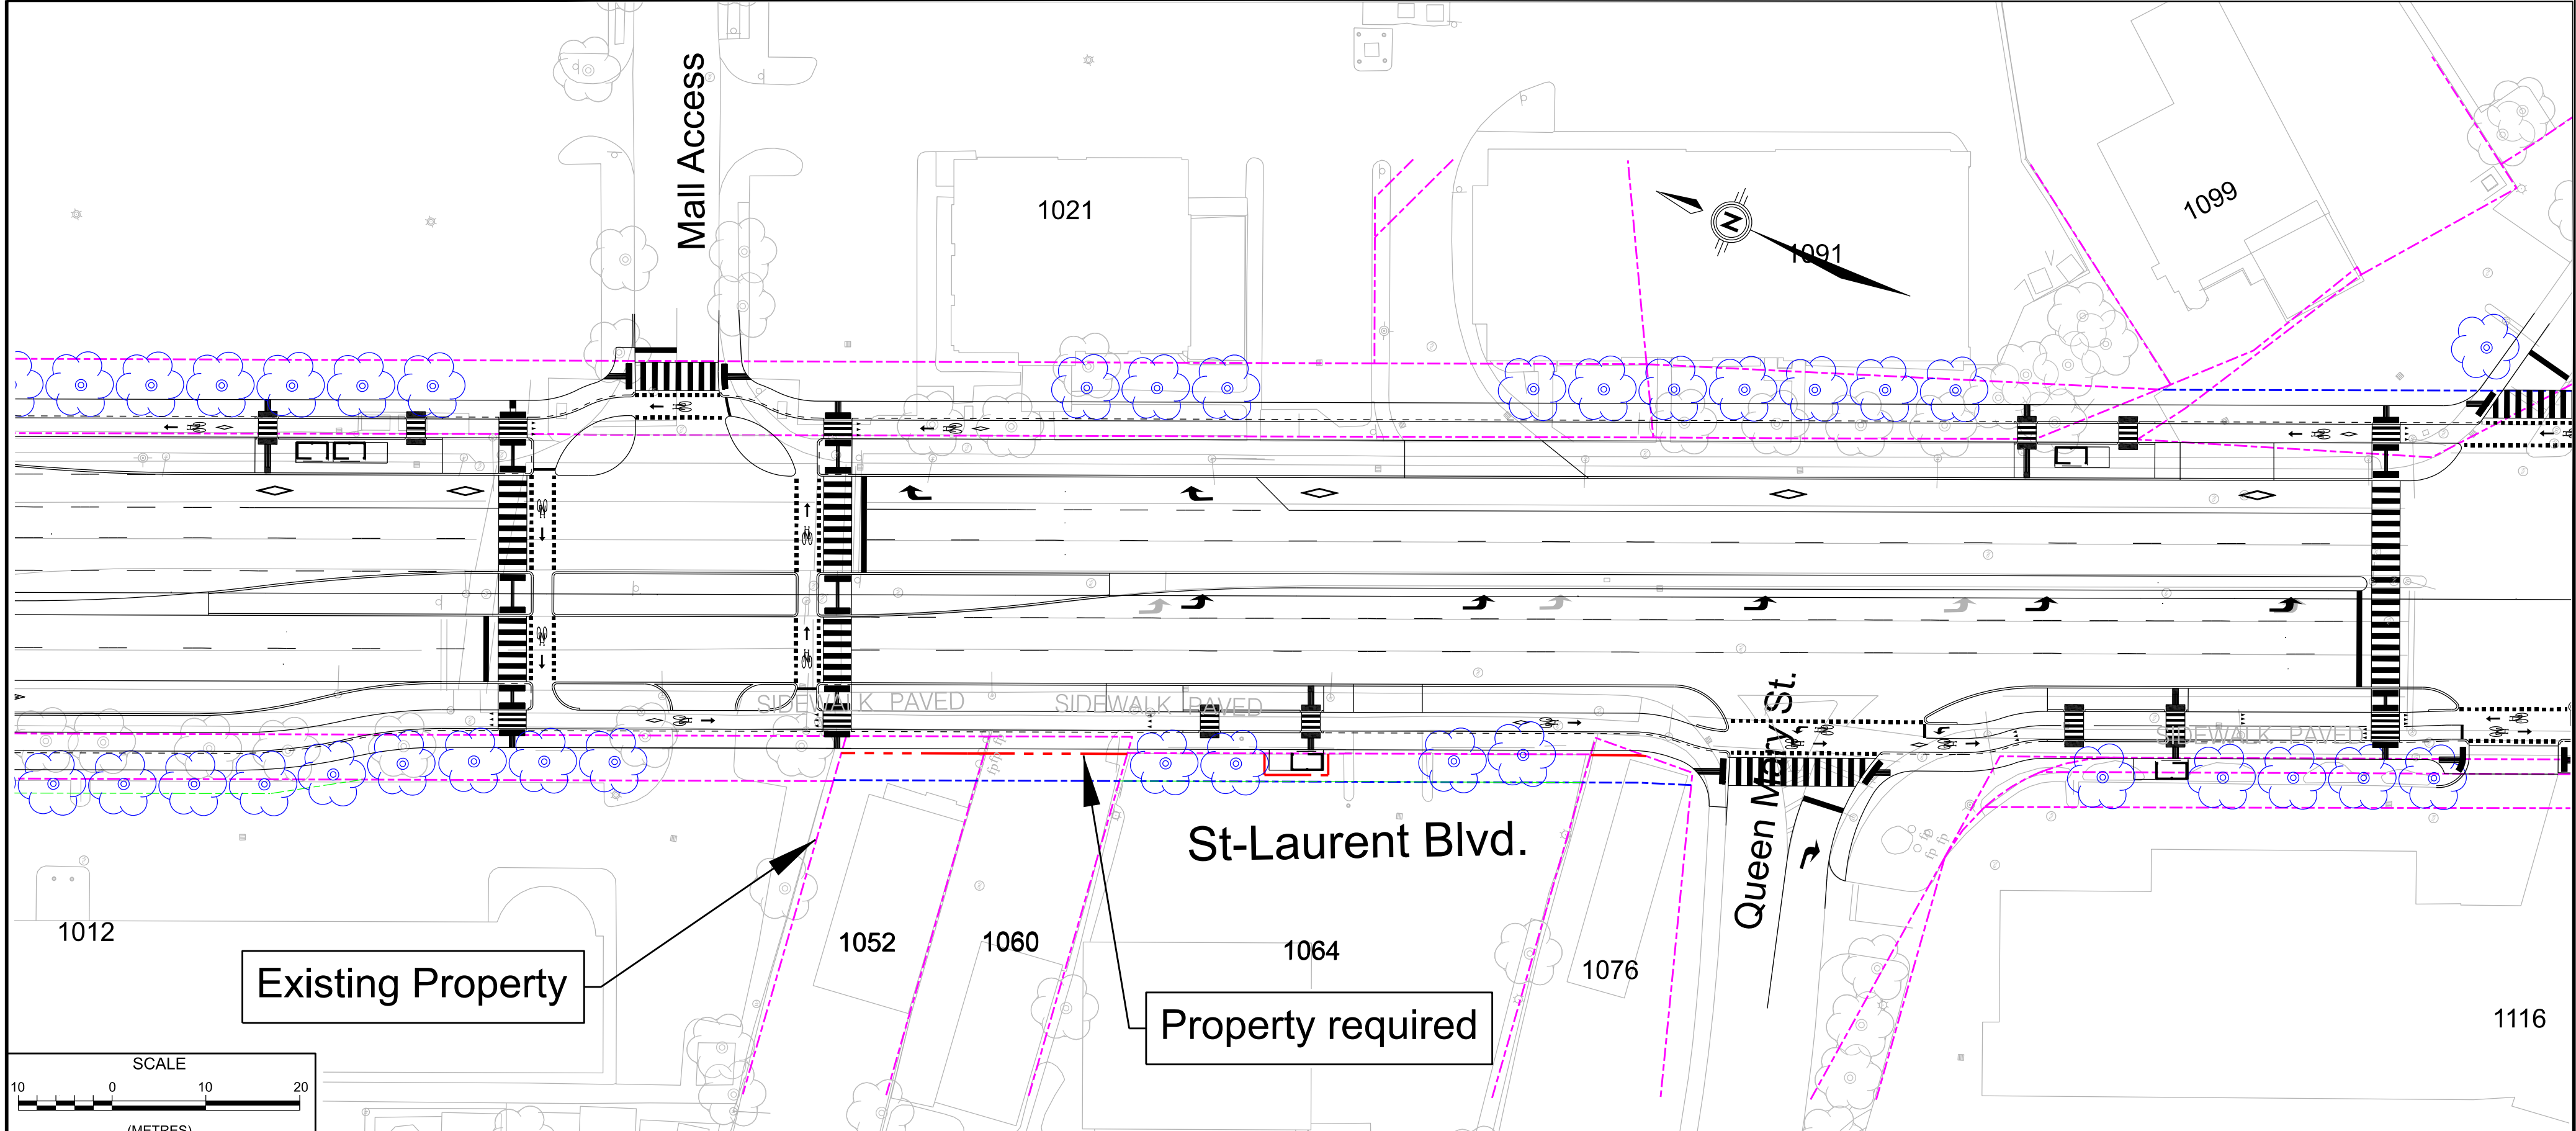 Mall Access
1021
N
1091
1099
SIDEWALK PAVED
SIDEWALK PAVED
SIDEWALK PAVED
St-Laurent Blvd.
Queen Mary St.
1012
1052
1060
1064
1076
1116
Existing Property
Property required
SCALE
10 0 10 20
(METRES)